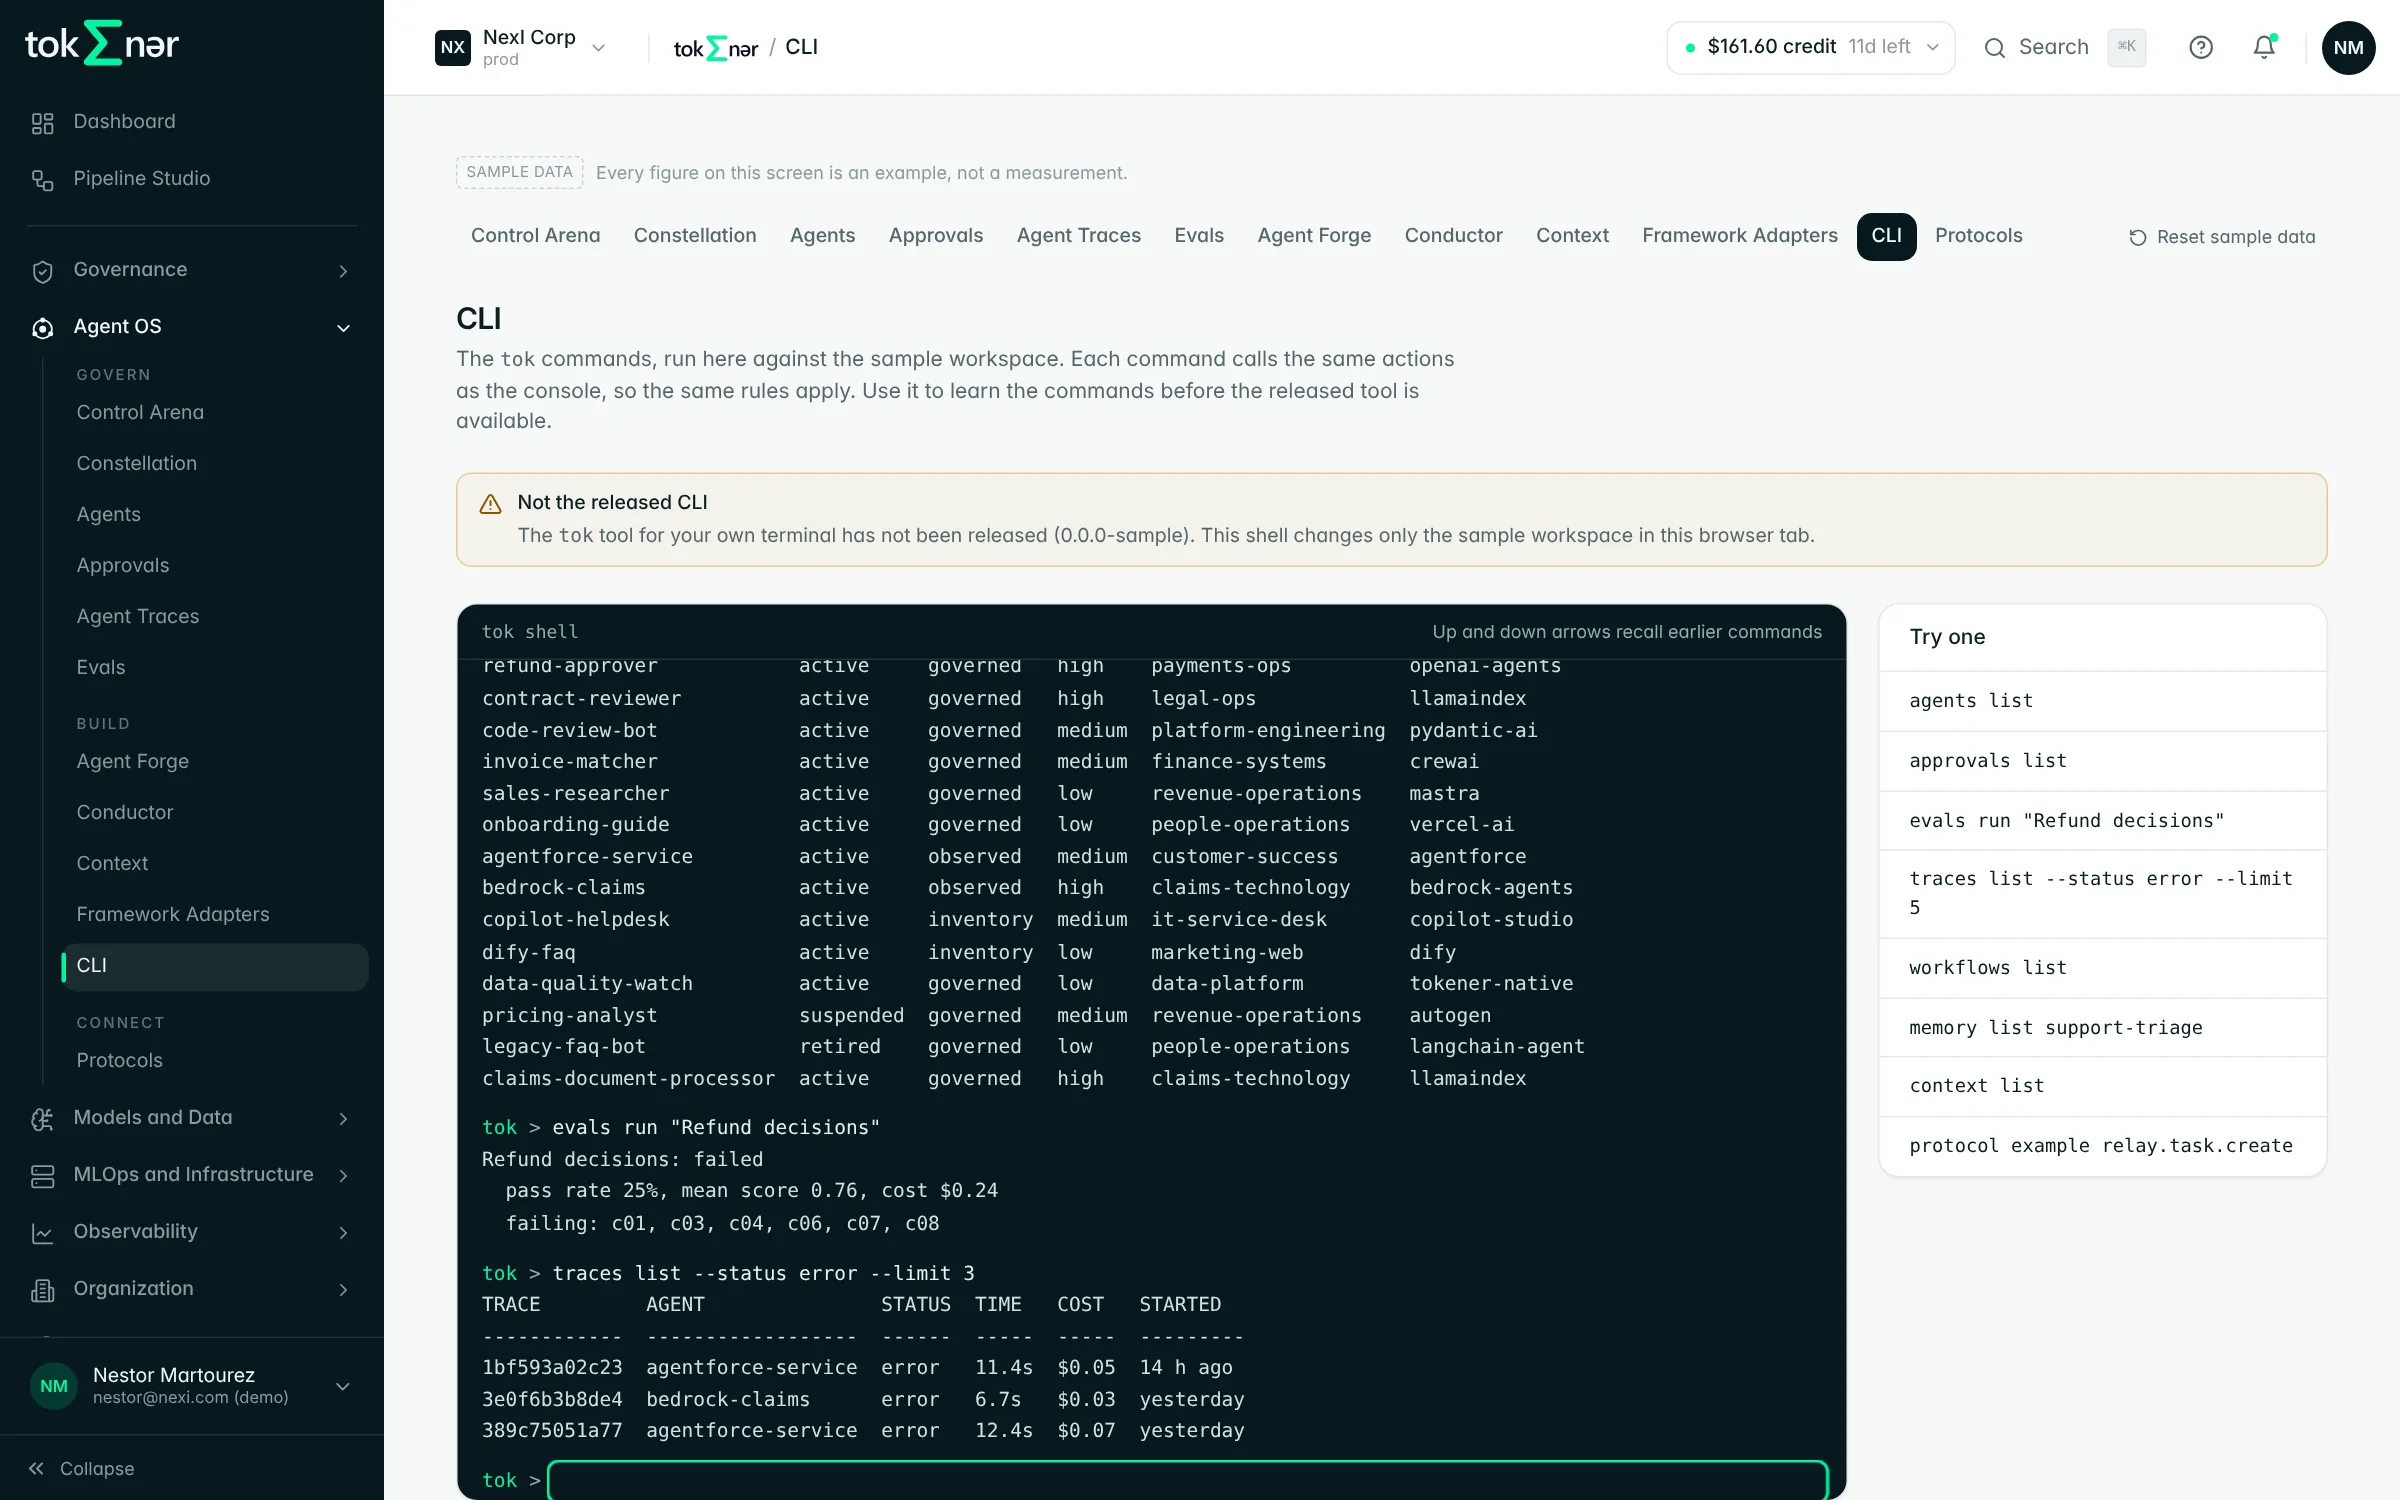 tokΣnər
Dashboard
Pipeline Studio
Governance
Agent OS
GOVERN
Control Arena
Constellation
Agents
Approvals
Agent Traces
Evals
BUILD
Agent Forge
Conductor
Context
Framework Adapters
CLI
CONNECT
Protocols
Models and Data
MLOps and Infrastructure
Observability
Organization
NM Nestor Martourez
nestor@nexi.com (demo)
Collapse
NX Nexl Corp
prod
tokΣnər / CLI
$161.60 credit 11d left
Search ⌘K
NM
SAMPLE DATA Every figure on this screen is an example, not a measurement.
Control Arena Constellation Agents Approvals Agent Traces Evals Agent Forge Conductor Context Framework Adapters CLI Protocols Reset sample data
CLI
The tok commands, run here against the sample workspace. Each command calls the same actions
as the console, so the same rules apply. Use it to learn the commands before the released tool is
available.
Not the released CLI
The tok tool for your own terminal has not been released (0.0.0-sample). This shell changes only the sample workspace in this browser tab.
tok shell Up and down arrows recall earlier commands
refund-approver active governed high payments-ops openai-agents
contract-reviewer active governed high legal-ops llamaindex
code-review-bot active governed medium platform-engineering pydantic-ai
invoice-matcher active governed medium finance-systems crewai
sales-researcher active governed low revenue-operations mastra
onboarding-guide active governed low people-operations vercel-ai
agentforce-service active observed medium customer-success agentforce
bedrock-claims active observed high claims-technology bedrock-agents
copilot-helpdesk active inventory medium it-service-desk copilot-studio
dify-faq active inventory low marketing-web dify
data-quality-watch active governed low data-platform tokener-native
pricing-analyst suspended governed medium revenue-operations autogen
legacy-faq-bot retired governed low people-operations langchain-agent
claims-document-processor active governed high claims-technology llamaindex
tok > evals run "Refund decisions"
Refund decisions: failed
pass rate 25%, mean score 0.76, cost $0.24
failing: c01, c03, c04, c06, c07, c08
tok > traces list --status error --limit 3
TRACE AGENT STATUS TIME COST STARTED
------------ ------------------ ------ ----- ----- ---------
1bf593a02c23 agentforce-service error 11.4s $0.05 14 h ago
3e0f6b3b8de4 bedrock-claims error 6.7s $0.03 yesterday
389c75051a77 agentforce-service error 12.4s $0.07 yesterday
tok >
Try one
agents list
approvals list
evals run "Refund decisions"
traces list --status error --limit
5
workflows list
memory list support-triage
context list
protocol example relay.task.create